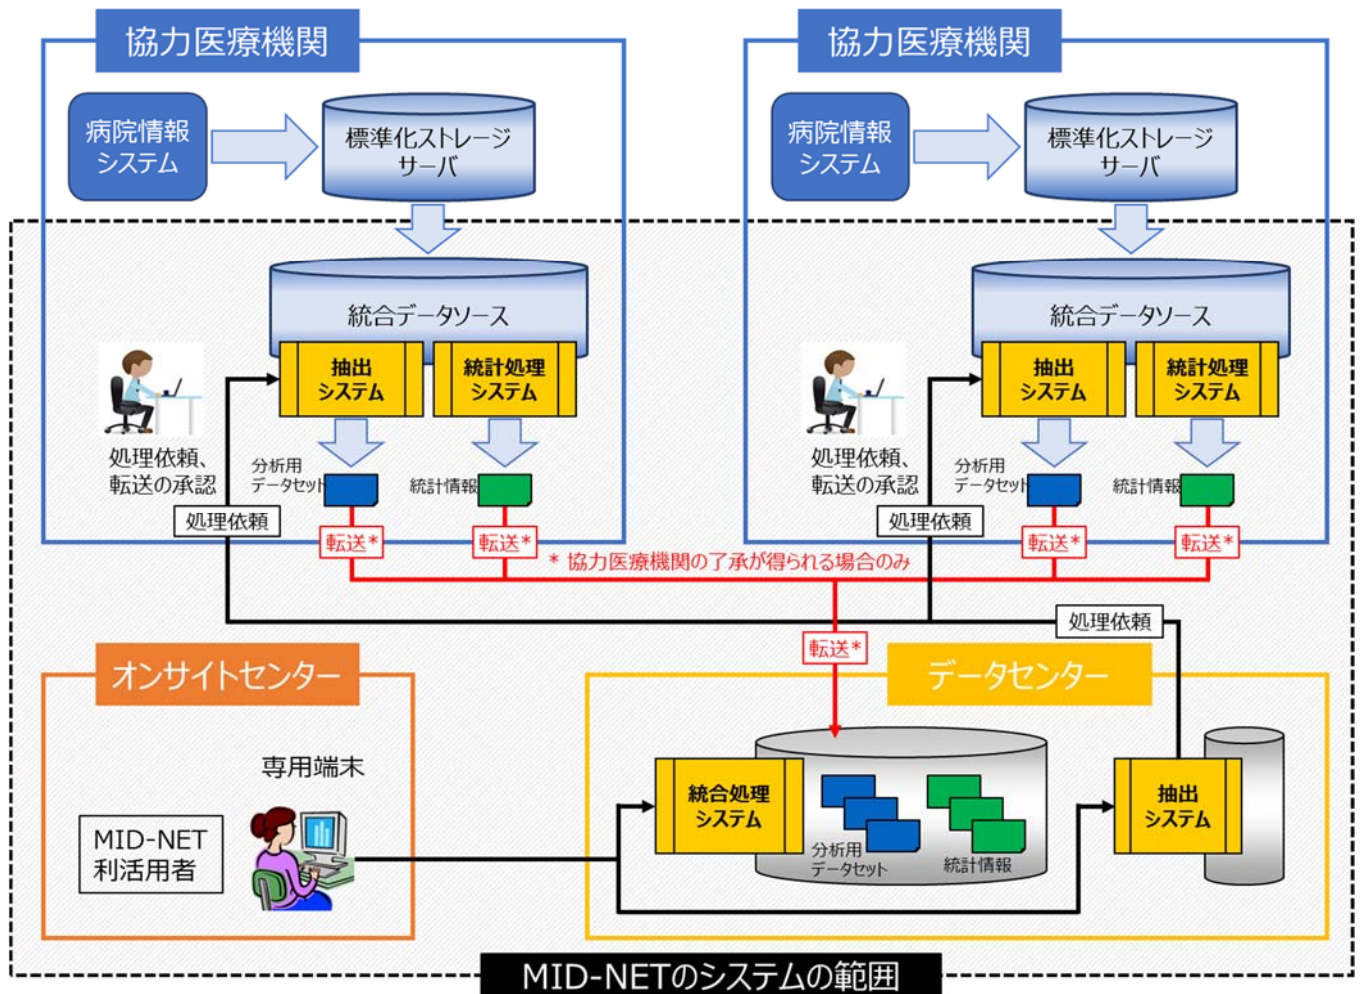 協力医療機関
病院情報
システム
標準化ストレージ
サーバ
統合データソース
抽出
システム
統計処理
システム
処理依頼、
転送の承認
分析用
データセット
統計情報
処理依頼
転送*
転送*
協力医療機関
病院情報
システム
標準化ストレージ
サーバ
統合データソース
抽出
システム
統計処理
システム
処理依頼、
転送の承認
分析用
データセット
統計情報
処理依頼
転送*
転送*
* 協力医療機関の了承が得られる場合のみ
処理依頼
転送*
オンサイトセンター
専用端末
MID-NET
利活用者
データセンター
統合処理
システム
分析用
データセット
統計情報
抽出
システム
MID-NETのシステムの範囲